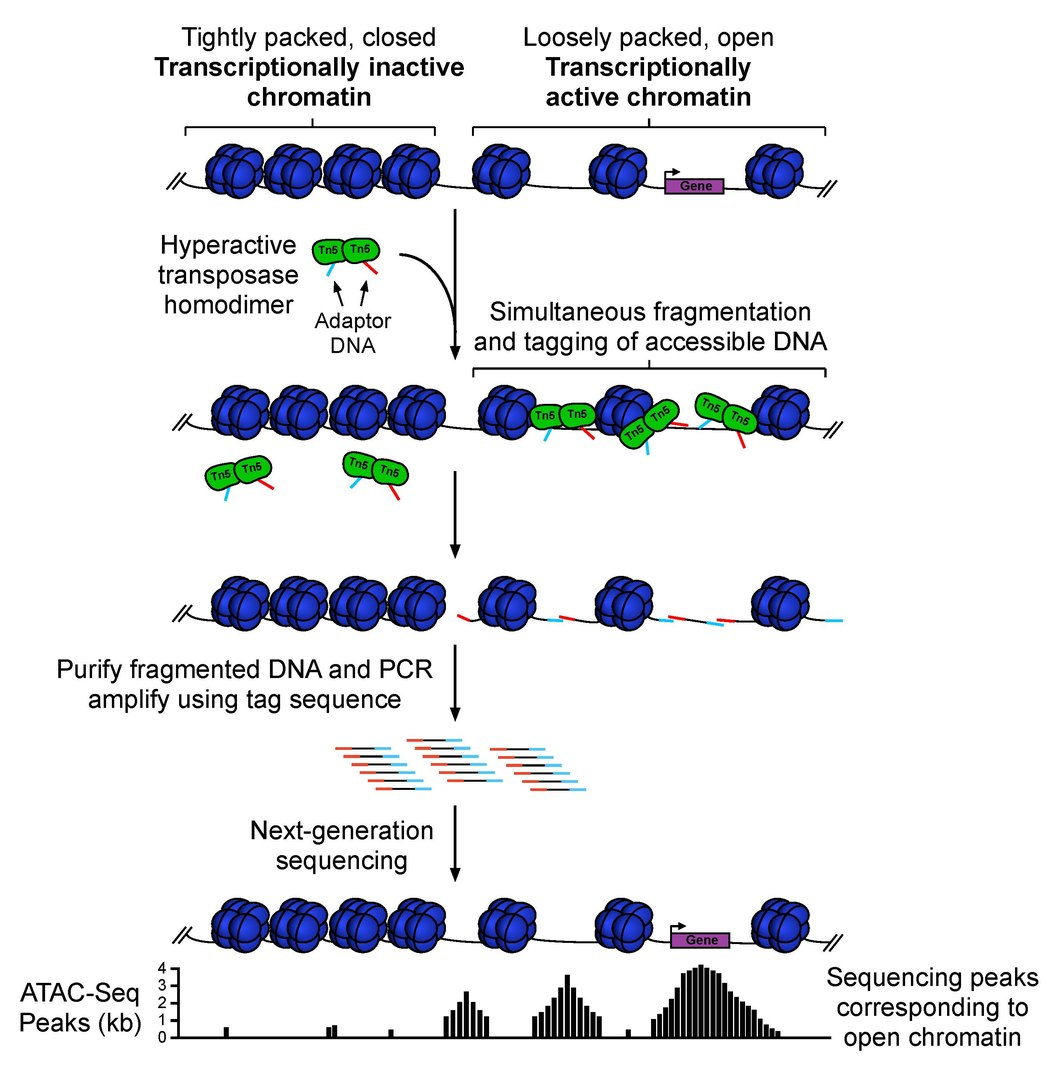 Tightly packed, closed
Transcriptionally inactive
chromatin
Loosely packed, open
Transcriptionally
active chromatin
Gene
Hyperactive
transposase
homodimer
Tn5 Tn5
Adaptor
DNA
Simultaneous fragmentation
and tagging of accessible DNA
Tn5 Tn5
Tn5 Tn5
Tn5 Tn5
Tn5 Tn5
Tn5 Tn5
Purify fragmented DNA and PCR
amplify using tag sequence
Next-generation
sequencing
Gene
ATAC-Seq
Peaks (kb)
4
3
2
1
0
Sequencing peaks
corresponding to
open chromatin